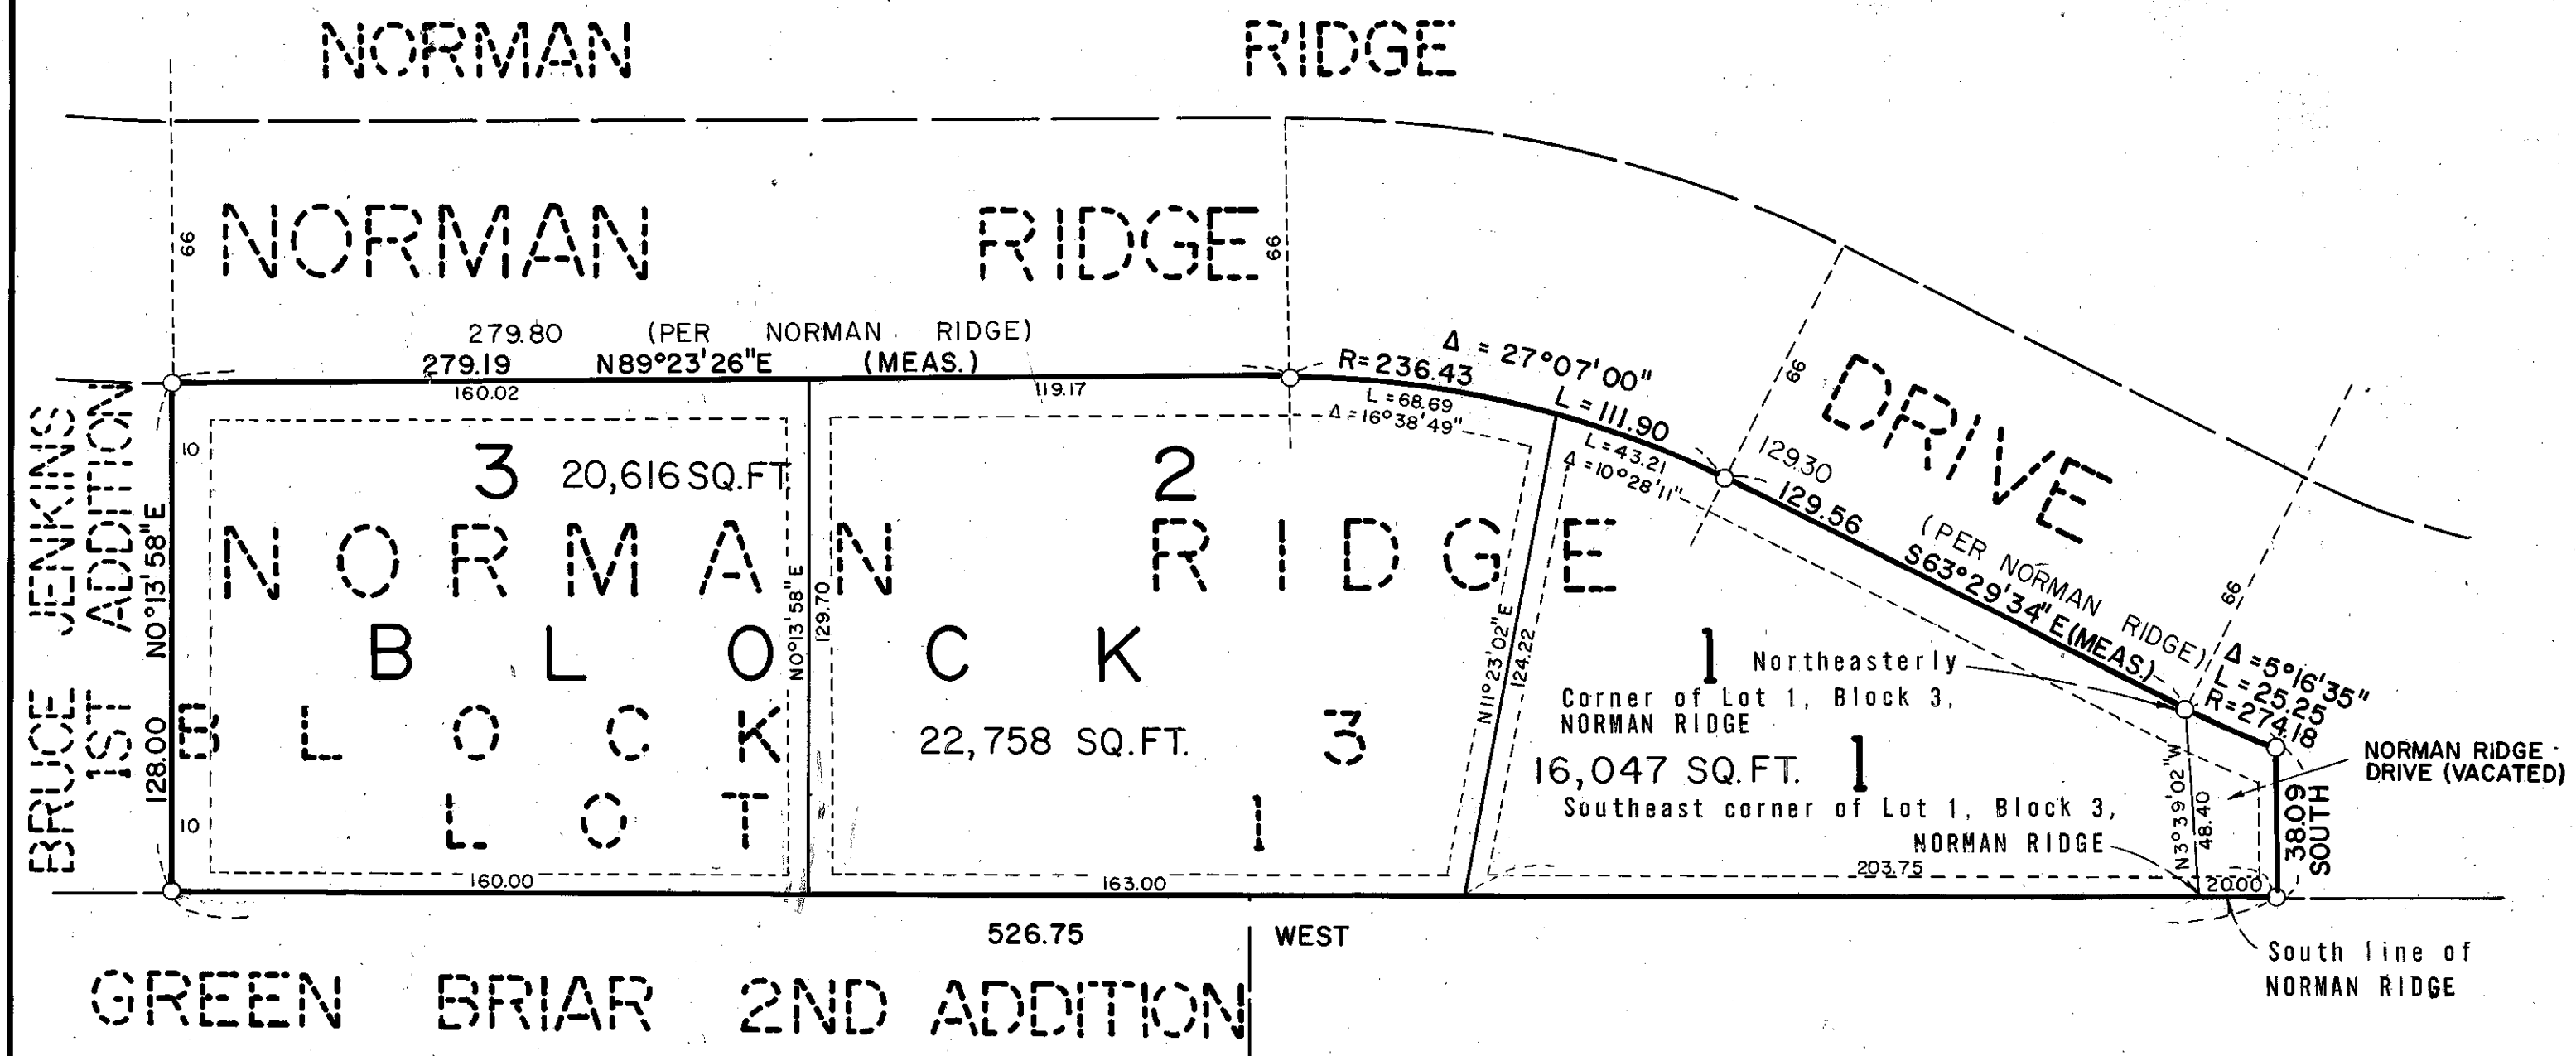 NORMAN RIDGE
66
NORMAN RIDGE
66
279.80 (PER NORMAN RIDGE)
279.19 N89°23'26"E (MEAS.)
160.02
119.17
R=236.43
Δ = 27°07'00"
L = 111.90
L = 68.69
Δ = 16°38'49"
L = 43.21
Δ = 10°28'11"
66
DRIVE
129.30
129.56
(PER NORMAN RIDGE)
S63°29'34"E (MEAS.)
66
Δ = 5°16'35"
L = 25.25
R = 274.18
BRUCE JENKINS
1ST ADDITION
N0°13'58"E
128.00
10
10
3 20,616 SQ.FT.
2
NORMAN RIDGE
BLOCK 1
BLOCK 3
LOT 1
N0°13'58"E
129.70
22,758 SQ.FT.
N11°23'02"E
124.22
Northeasterly
Corner of Lot 1, Block 3,
NORMAN RIDGE
16,047 SQ.FT. 1
Southeast corner of Lot 1, Block 3,
NORMAN RIDGE
N3°39'02"W
48.40
NORMAN RIDGE
DRIVE (VACATED)
38.09
SOUTH
160.00
163.00
203.75
20.00
526.75 WEST
South line of
NORMAN RIDGE
GREEN BRIAR 2ND ADDITION